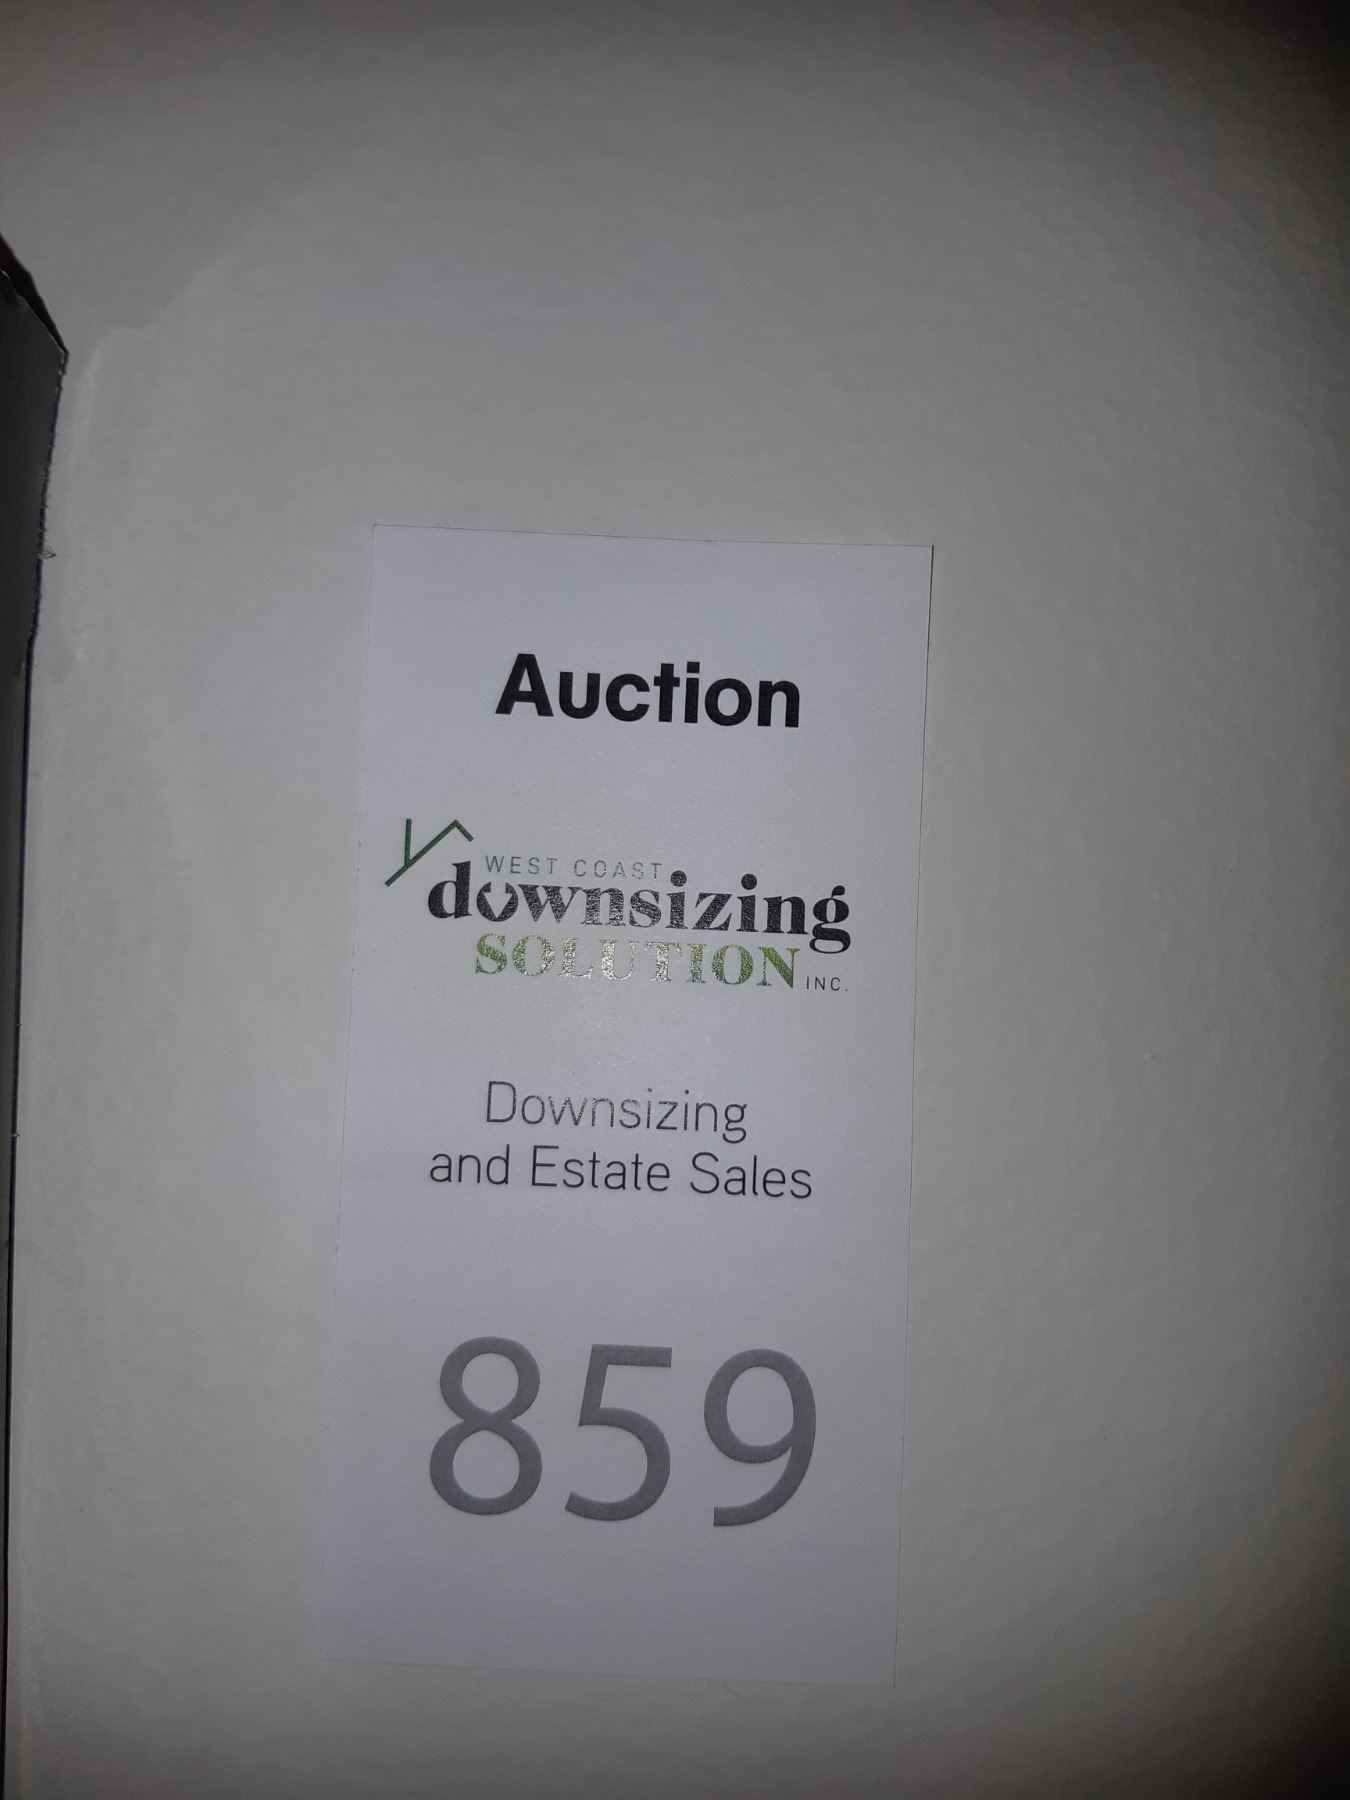 Auction
WEST COAST
downsizing
SOLUTION INC.
Downsizing
and Estate Sales
859